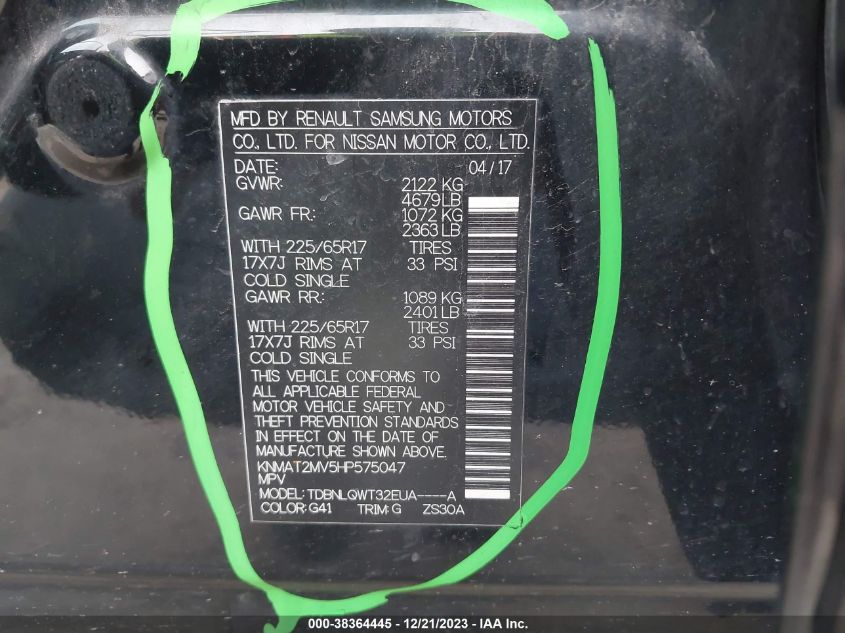 MFD BY RENAULT SAMSUNG MOTORS
CO., LTD. FOR NISSAN MOTOR CO., LTD.
DATE: 04/17
GVWR: 2122 KG
4679LB
GAWR FR.: 1072 KG
2363 LB
WITH 225/65R17 TIRES
17X7J RIMS AT 33 PSI
COLD SINGLE
GAWR RR.: 1089 KG
2401 LB
WITH 225/65R17 TIRES
17X7J RIMS AT 33 PSI
COLD SINGLE
THIS VEHICLE CONFORMS TO
ALL APPLICABLE FEDERAL
MOTOR VEHICLE SAFETY AND
THEFT PREVENTION STANDARDS
IN EFFECT ON THE DATE OF
MANUFACTURE SHOWN ABOVE.
KNMAT2MV5HP575047
MPV
MODEL: TDBNLQWT32EUA----A
COLOR: G41 TRIM: G ZS30A
000-38364445 - 12/21/2023 - IAA Inc.